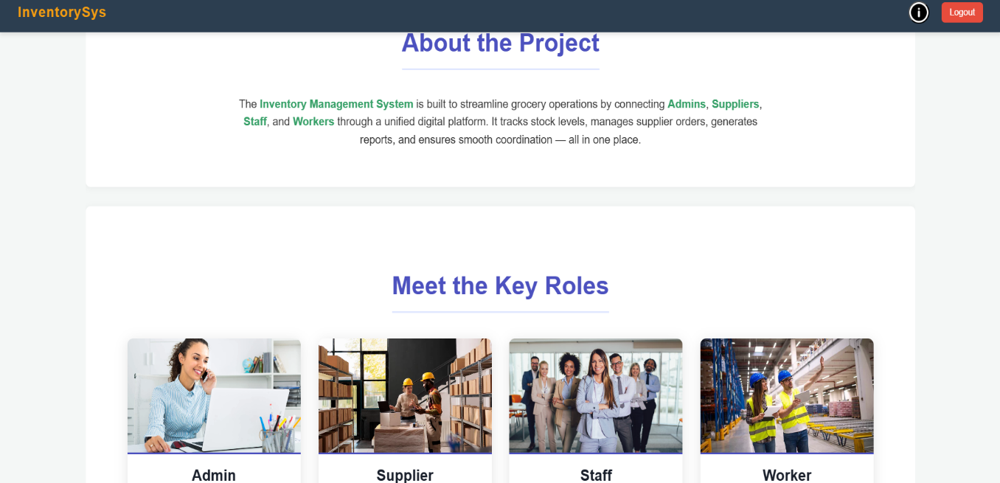 InventorySys
i
Logout
About the Project
The Inventory Management System is built to streamline grocery operations by connecting Admins, Suppliers,
Staff, and Workers through a unified digital platform. It tracks stock levels, manages supplier orders, generates
reports, and ensures smooth coordination — all in one place.
Meet the Key Roles
Admin
Supplier
Staff
Worker